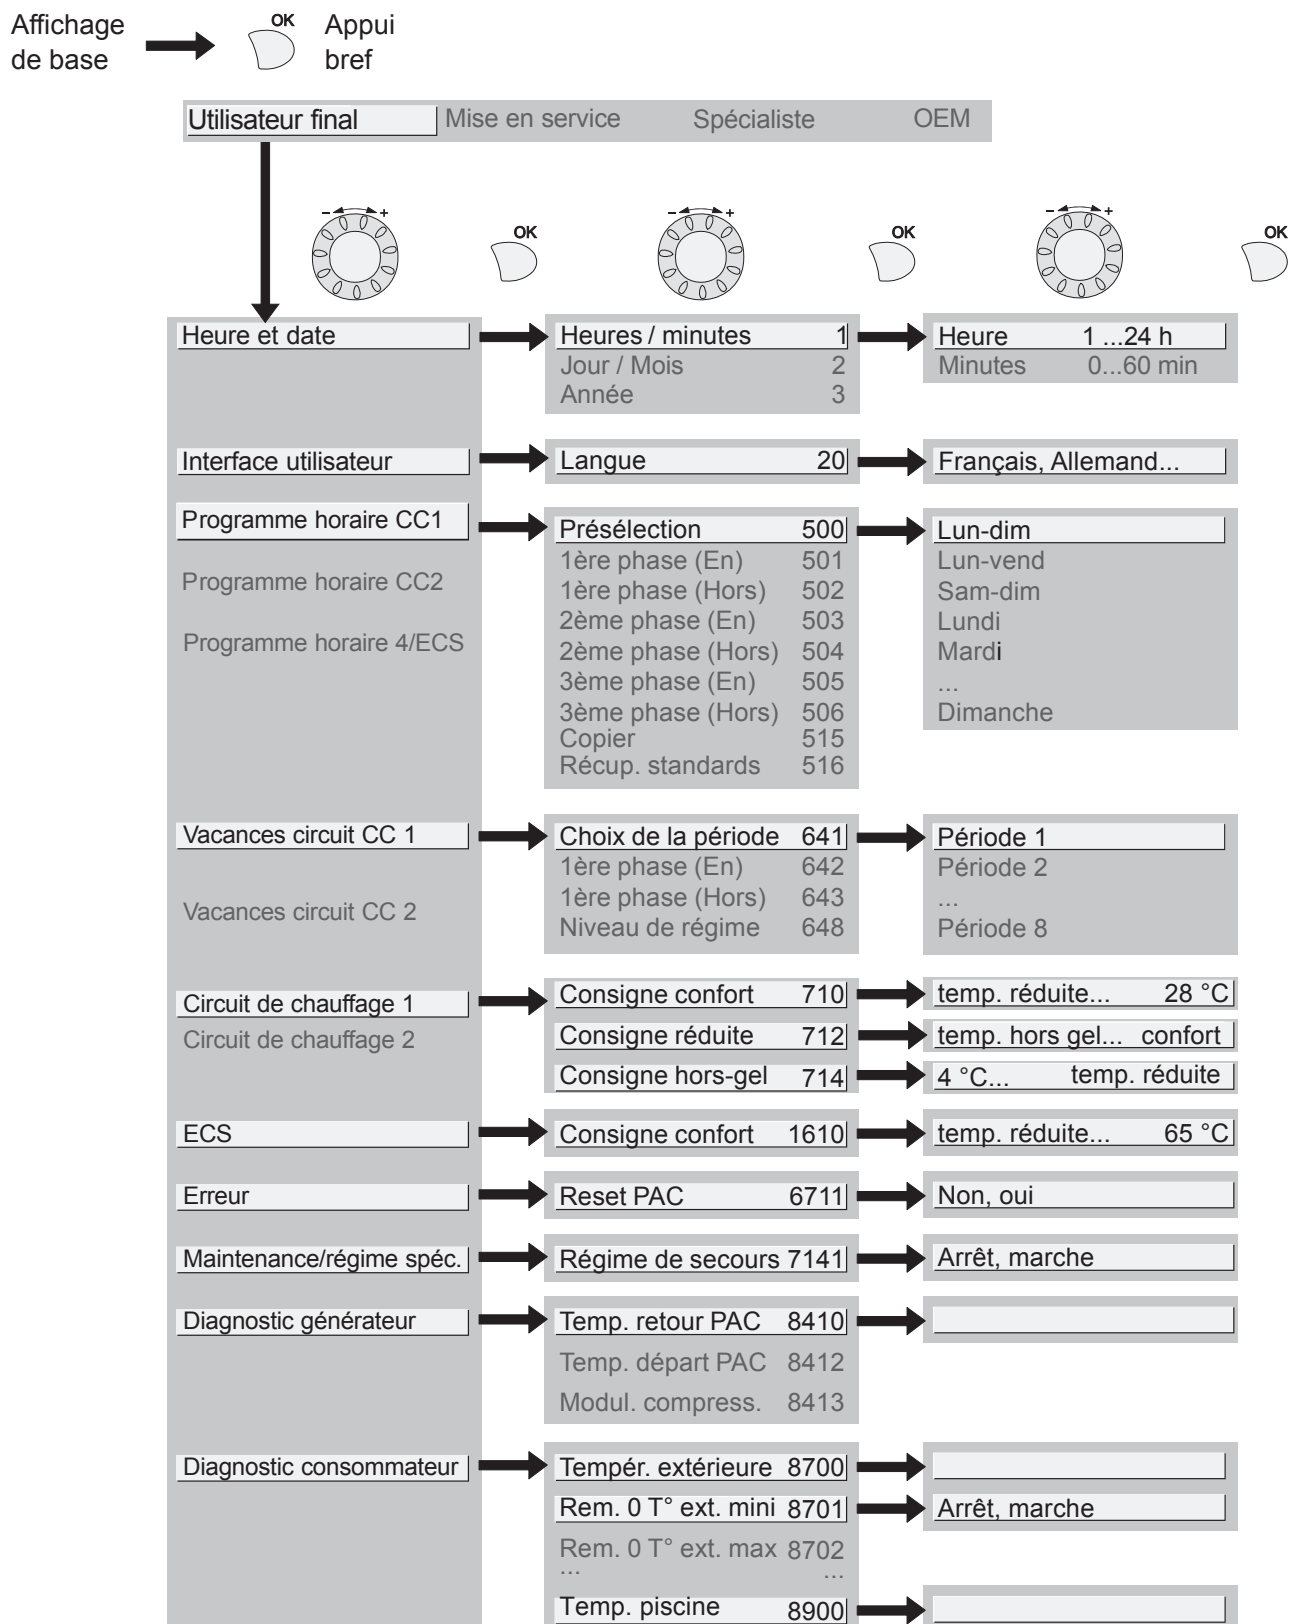 Affichage
de base
OK
Appui
bref
Utilisateur final Mise en service Spécialiste OEM
- + OK - + OK - + OK
Heure et date Heures / minutes 1 Heure 1 ...24 h
Jour / Mois 2 Minutes 0...60 min
Année 3
Interface utilisateur Langue 20 Français, Allemand...
Programme horaire CC1 Présélection 500 Lun-dim
1ère phase (En) 501 Lun-vend
Programme horaire CC2 1ère phase (Hors) 502 Sam-dim
2ème phase (En) 503 Lundi
Programme horaire 4/ECS 2ème phase (Hors) 504 Mardi
3ème phase (En) 505 ...
3ème phase (Hors) 506 Dimanche
Copier 515
Récup. standards 516
Vacances circuit CC 1 Choix de la période 641 Période 1
1ère phase (En) 642 Période 2
Vacances circuit CC 2 1ère phase (Hors) 643 ...
Niveau de régime 648 Période 8
Circuit de chauffage 1 Consigne confort 710 temp. réduite... 28 °C
Circuit de chauffage 2 Consigne réduite 712 temp. hors gel... confort
Consigne hors-gel 714 4 °C... temp. réduite
ECS Consigne confort 1610 temp. réduite... 65 °C
Erreur Reset PAC 6711 Non, oui
Maintenance/régime spéc. Régime de secours 7141 Arrêt, marche
Diagnostic générateur Temp. retour PAC 8410
Temp. départ PAC 8412
Modul. compress. 8413
Diagnostic consommateur Tempér. extérieure 8700
Rem. 0 T° ext. mini 8701 Arrêt, marche
Rem. 0 T° ext. max 8702
... ...
Temp. piscine 8900